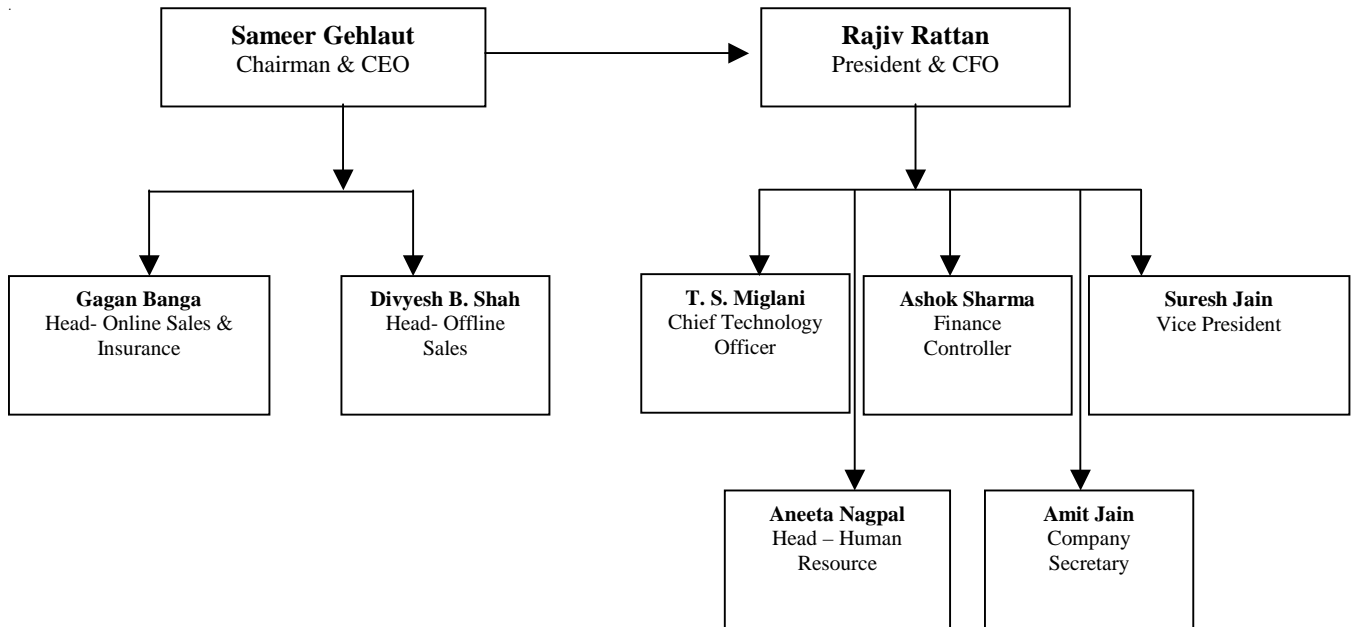 Sameer Gehlaut
Chairman & CEO
Rajiv Rattan
President & CFO
Gagan Banga
Head- Online Sales &
Insurance
Divyesh B. Shah
Head- Offline
Sales
T. S. Miglani
Chief Technology
Officer
Ashok Sharma
Finance
Controller
Suresh Jain
Vice President
Aneeta Nagpal
Head – Human
Resource
Amit Jain
Company
Secretary